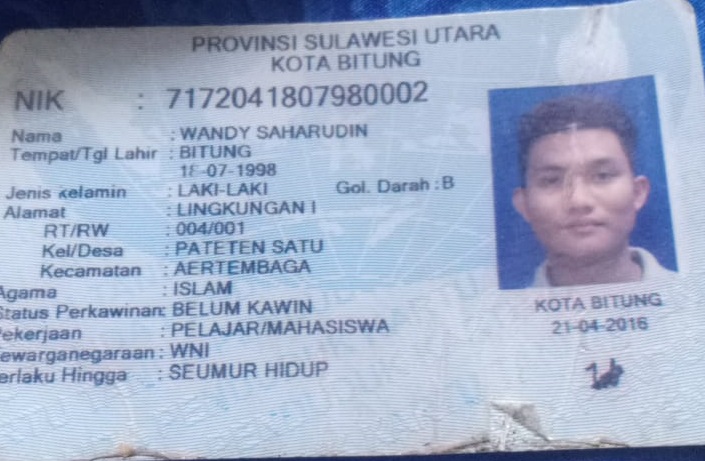 PROVINSI SULAWESI UTARA
KOTA BITUNG
NIK : 7172041807980002
Nama : WANDY SAHARUDIN
Tempat/Tgl Lahir : BITUNG
18-07-1998
Jenis Kelamin : LAKI-LAKI Gol. Darah : B
Alamat : LINGKUNGAN I
RT/RW : 004/001
Kel/Desa : PATETEN SATU
Kecamatan : AERTEMBAGA
Agama : ISLAM
Status Perkawinan: BELUM KAWIN
Pekerjaan : PELAJAR/MAHASISWA
ewarganegaraan : WNI
erlaku Hingga : SEUMUR HIDUP
KOTA BITUNG
21-04-2016